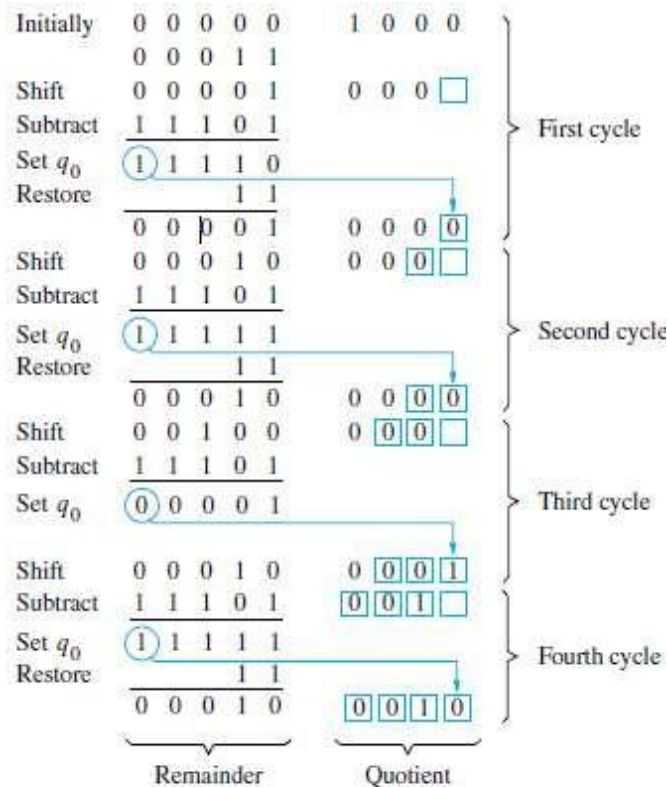 Initially 0 0 0 0 0 1 0 0 0
0 0 0 1 1
Shift 0 0 0 0 1 0 0 0
First cycle
Subtract 1 1 1 0 1
Set q0 1 1 1 1 0
Restore 1 1
0 0 0 0 1 0 0 0 0
Shift 0 0 0 1 0 0 0 0
Subtract 1 1 1 0 1
Set q0 1 1 1 1 1 Second cycle
Restore 1 1
0 0 0 1 0 0 0 0 0
Shift 0 0 1 0 0 0 0 0
Subtract 1 1 1 0 1
Set q0 0 0 0 0 1 Third cycle
Shift 0 0 0 1 0 0 0 0 1
Subtract 1 1 1 0 1 0 0 1
Set q0 1 1 1 1 1 Fourth cycle
Restore 1 1
0 0 0 1 0 0 0 1 0
Remainder Quotient